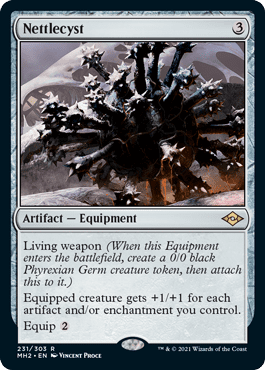 Nettlecyst 3
Artifact — Equipment
Living weapon (When this Equipment
enters the battlefield, create a 0/0 black
Phyrexian Germ creature token, then attach
this to it.)
Equipped creature gets +1/+1 for each
artifact and/or enchantment you control.
Equip 2
231/303 R
MH2 • EN Vincent Proce
™ & © 2021 Wizards of the Coast